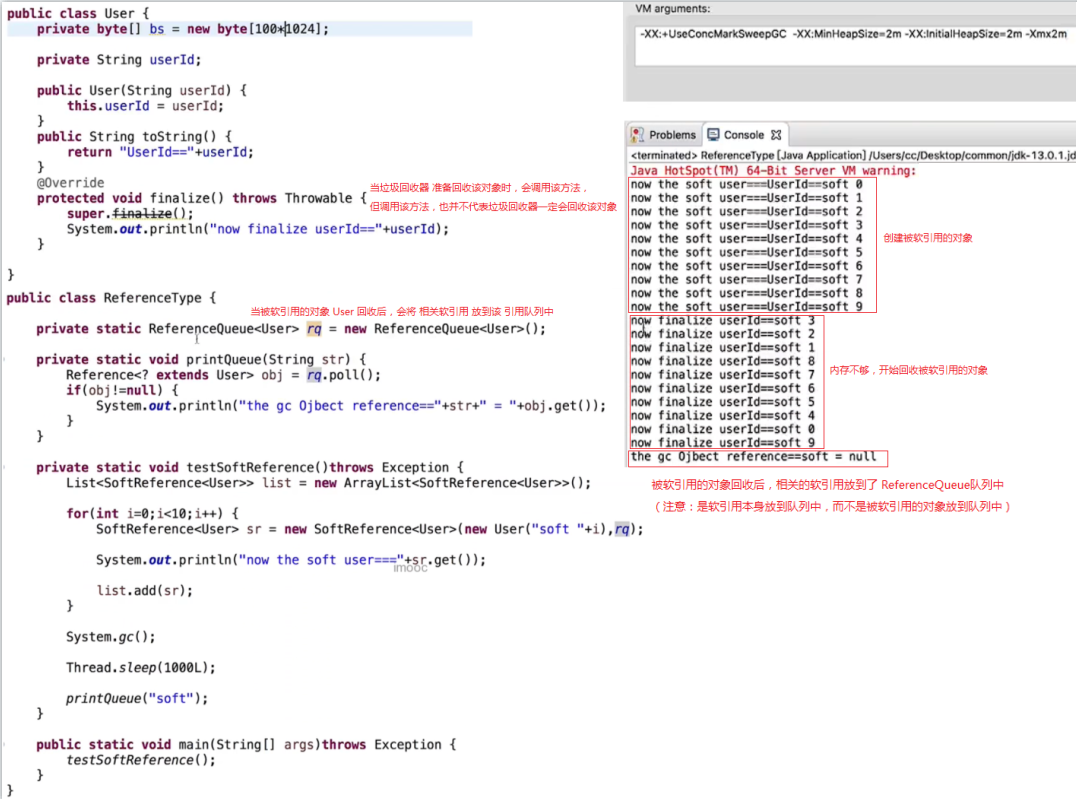 public class User {
private byte[] bs = new byte[100*1024];
private String userId;
public User(String userId) {
this.userId = userId;
}
public String toString() {
return "UserId=="+userId;
}
@Override
protected void finalize() throws Throwable {
super.finalize();
System.out.println("now finalize userId=="+userId);
}
}
当垃圾回收器 准备回收该对象时，会调用该方法，
但调用该方法，也并不代表垃圾回收器一定会回收该对象
public class ReferenceType {
当被软引用的对象 User 回收后，会将 相关软引用 放到该 引用队列中
private static ReferenceQueue<User> rq = new ReferenceQueue<User>();
private static void printQueue(String str) {
Reference<? extends User> obj = rq.poll();
if(obj!=null) {
System.out.println("the gc Ojbect reference=="+str+" = "+obj.get());
}
}
private static void testSoftReference()throws Exception {
List<SoftReference<User>> list = new ArrayList<SoftReference<User>>();
for(int i=0;i<10;i++) {
SoftReference<User> sr = new SoftReference<User>(new User("soft "+i),rq);
System.out.println("now the soft user==="+sr.get());
imooc
list.add(sr);
}
System.gc();
Thread.sleep(1000L);
printQueue("soft");
}
public static void main(String[] args)throws Exception {
testSoftReference();
}
}
VM arguments:
-XX:+UseConcMarkSweepGC -XX:MinHeapSize=2m -XX:InitialHeapSize=2m -Xmx2m
Problems Console
<terminated> ReferenceType [Java Application] /Users/cc/Desktop/common/jdk-13.0.1.jd
Java HotSpot(TM) 64-Bit Server VM warning:
now the soft user===UserId==soft 0
now the soft user===UserId==soft 1
now the soft user===UserId==soft 2
now the soft user===UserId==soft 3
now the soft user===UserId==soft 4
now the soft user===UserId==soft 5
now the soft user===UserId==soft 6
now the soft user===UserId==soft 7
now the soft user===UserId==soft 8
now the soft user===UserId==soft 9
创建被软引用的对象
now finalize userId==soft 3
now finalize userId==soft 2
now finalize userId==soft 1
now finalize userId==soft 8
now finalize userId==soft 7
now finalize userId==soft 6
now finalize userId==soft 5
now finalize userId==soft 4
now finalize userId==soft 0
now finalize userId==soft 9
内存不够，开始回收被软引用的对象
the gc Ojbect reference==soft = null
被软引用的对象回收后，相关的软引用放到了 ReferenceQueue队列中
（注意：是软引用本身放到队列中，而不是被软引用的对象放到队列中）